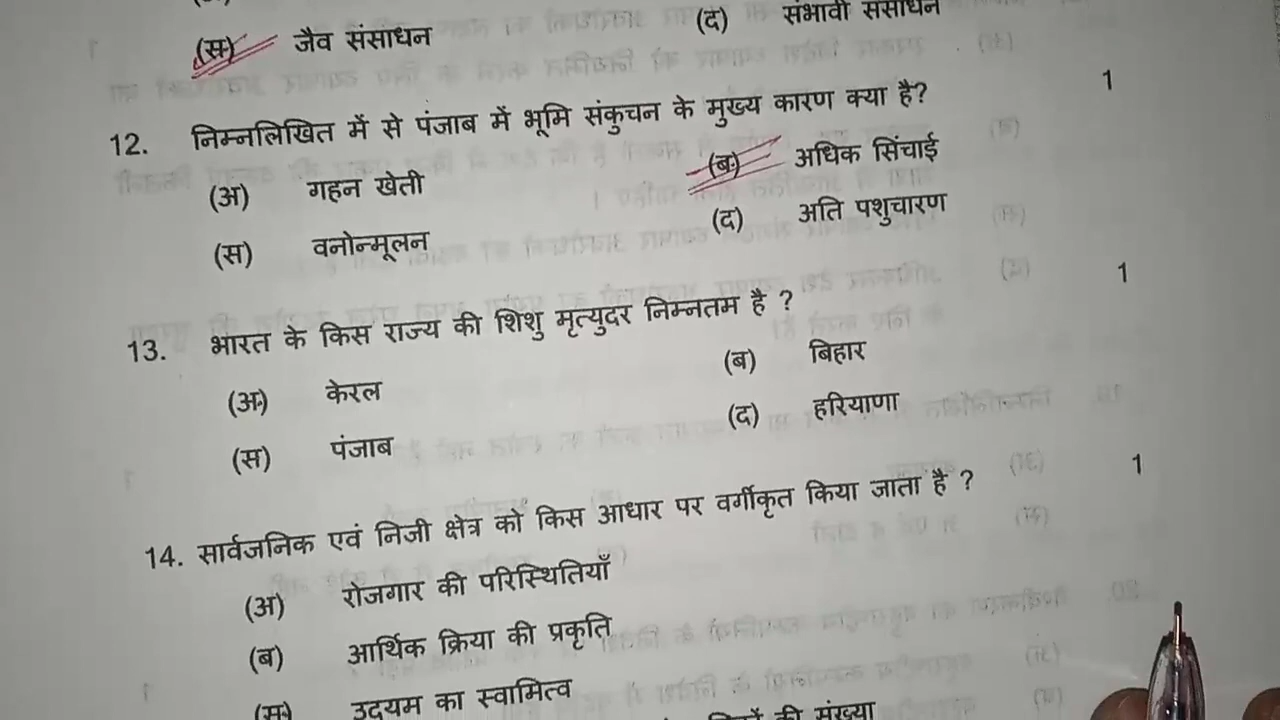 (स) जैव संसाधन (द) संभावी संसाधन
12. निम्नलिखित में से पंजाब में भूमि संकुचन के मुख्य कारण क्या है? 1
(अ) गहन खेती (ब) अधिक सिंचाई
(स) वनोन्मूलन (द) अति पशुचारण
13. भारत के किस राज्य की शिशु मृत्युदर निम्नतम है ? 1
(अ) केरल (ब) बिहार
(स) पंजाब (द) हरियाणा
14. सार्वजनिक एवं निजी क्षेत्र को किस आधार पर वर्गीकृत किया जाता है ? 1
(अ) रोजगार की परिस्थितियाँ
(ब) आर्थिक क्रिया की प्रकृति
(स) उद्यम का स्वामित्व
की संख्या